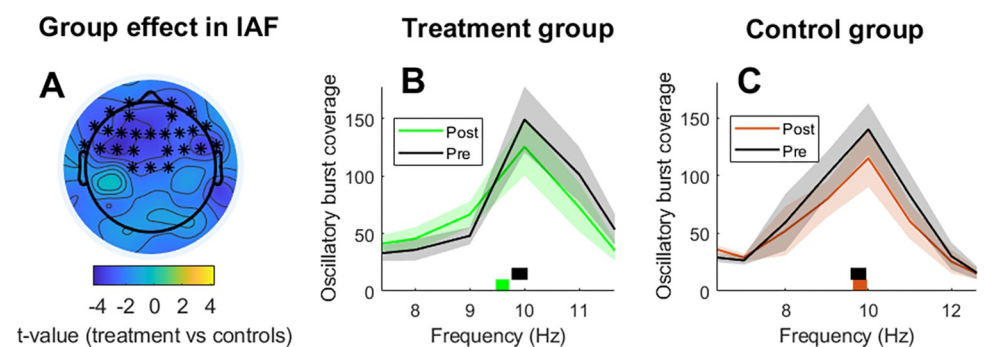 Group effect in IAF
Treatment group
Control group
A
B
C
Oscillatory burst coverage
150
100
50
0
Post
Pre
8
9
10
11
Frequency (Hz)
Oscillatory burst coverage
150
100
50
0
Post
Pre
8
10
12
Frequency (Hz)
-4 -2 0 2 4
t-value (treatment vs controls)